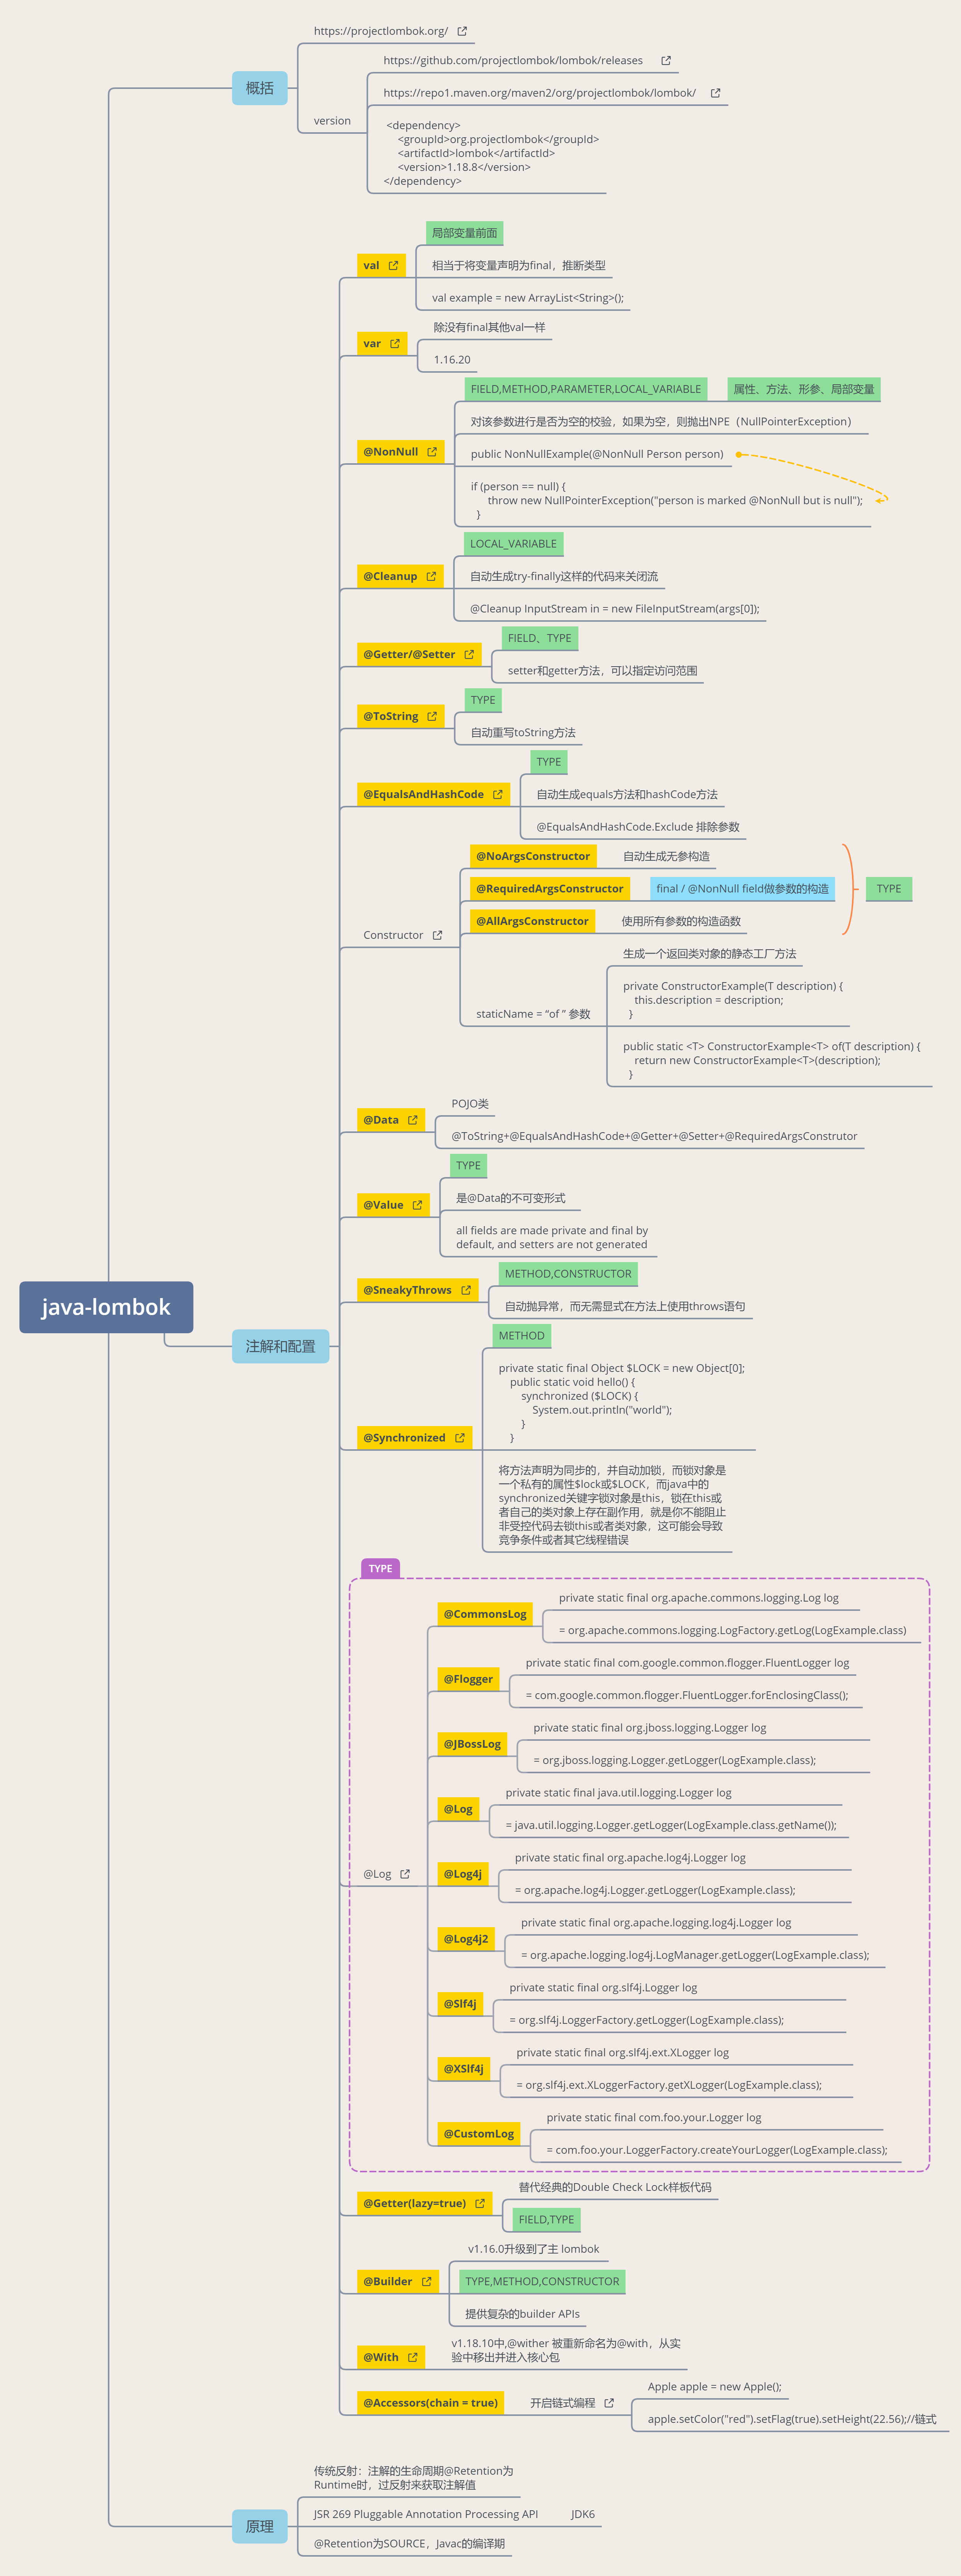 java-lombok
概括
https://projectlombok.org/
version
https://github.com/projectlombok/lombok/releases
https://repo1.maven.org/maven2/org/projectlombok/lombok/
<dependency>
<groupId>org.projectlombok</groupId>
<artifactId>lombok</artifactId>
<version>1.18.8</version>
</dependency>
注解和配置
val
局部变量前面
相当于将变量声明为final，推断类型
val example = new ArrayList<String>();
var
除没有final其他val一样
1.16.20
@NonNull
FIELD,METHOD,PARAMETER,LOCAL_VARIABLE
属性、方法、形参、局部变量
对该参数进行是否为空的校验，如果为空，则抛出NPE（NullPointerException）
public NonNullExample(@NonNull Person person)
if (person == null) {
throw new NullPointerException("person is marked @NonNull but is null");
}
@Cleanup
LOCAL_VARIABLE
自动生成try-finally这样的代码来关闭流
@Cleanup InputStream in = new FileInputStream(args[0]);
@Getter/@Setter
FIELD、TYPE
setter和getter方法，可以指定访问范围
@ToString
TYPE
自动重写toString方法
@EqualsAndHashCode
TYPE
自动生成equals方法和hashCode方法
@EqualsAndHashCode.Exclude 排除参数
Constructor
@NoArgsConstructor
自动生成无参构造
@RequiredArgsConstructor
final / @NonNull field做参数的构造
@AllArgsConstructor
使用所有参数的构造函数
TYPE
staticName = “of ” 参数
生成一个返回类对象的静态工厂方法
private ConstructorExample(T description) {
this.description = description;
}
public static <T> ConstructorExample<T> of(T description) {
return new ConstructorExample<T>(description);
}
@Data
POJO类
@ToString+@EqualsAndHashCode+@Getter+@Setter+@RequiredArgsConstrutor
@Value
TYPE
是@Data的不可变形式
all fields are made private and final by
default, and setters are not generated
@SneakyThrows
METHOD,CONSTRUCTOR
自动抛异常，而无需显式在方法上使用throws语句
@Synchronized
METHOD
private static final Object $LOCK = new Object[0];
public static void hello() {
synchronized ($LOCK) {
System.out.println("world");
}
}
将方法声明为同步的，并自动加锁，而锁对象是
一个私有的属性$lock或$LOCK，而java中的
synchronized关键字锁对象是this，锁在this或
者自己的类对象上存在副作用，就是你不能阻止
非受控代码去锁this或者类对象，这可能会导致
竞争条件或者其它线程错误
TYPE
@Log
@CommonsLog
private static final org.apache.commons.logging.Log log
= org.apache.commons.logging.LogFactory.getLog(LogExample.class)
@Flogger
private static final com.google.common.flogger.FluentLogger log
= com.google.common.flogger.FluentLogger.forEnclosingClass();
@JBossLog
private static final org.jboss.logging.Logger log
= org.jboss.logging.Logger.getLogger(LogExample.class);
@Log
private static final java.util.logging.Logger log
= java.util.logging.Logger.getLogger(LogExample.class.getName());
@Log4j
private static final org.apache.log4j.Logger log
= org.apache.log4j.Logger.getLogger(LogExample.class);
@Log4j2
private static final org.apache.logging.log4j.Logger log
= org.apache.logging.log4j.LogManager.getLogger(LogExample.class);
@Slf4j
private static final org.slf4j.Logger log
= org.slf4j.LoggerFactory.getLogger(LogExample.class);
@XSlf4j
private static final org.slf4j.ext.XLogger log
= org.slf4j.ext.XLoggerFactory.getXLogger(LogExample.class);
@CustomLog
private static final com.foo.your.Logger log
= com.foo.your.LoggerFactory.createYourLogger(LogExample.class);
@Getter(lazy=true)
替代经典的Double Check Lock样板代码
FIELD,TYPE
@Builder
v1.16.0升级到了主 lombok
TYPE,METHOD,CONSTRUCTOR
提供复杂的builder APIs
@With
v1.18.10中,@wither 被重新命名为@with，从实
验中移出并进入核心包
@Accessors(chain = true)
开启链式编程
Apple apple = new Apple();
apple.setColor("red").setFlag(true).setHeight(22.56);//链式
原理
传统反射：注解的生命周期@Retention为
Runtime时，过反射来获取注解值
JSR 269 Pluggable Annotation Processing API
JDK6
@Retention为SOURCE，Javac的编译期